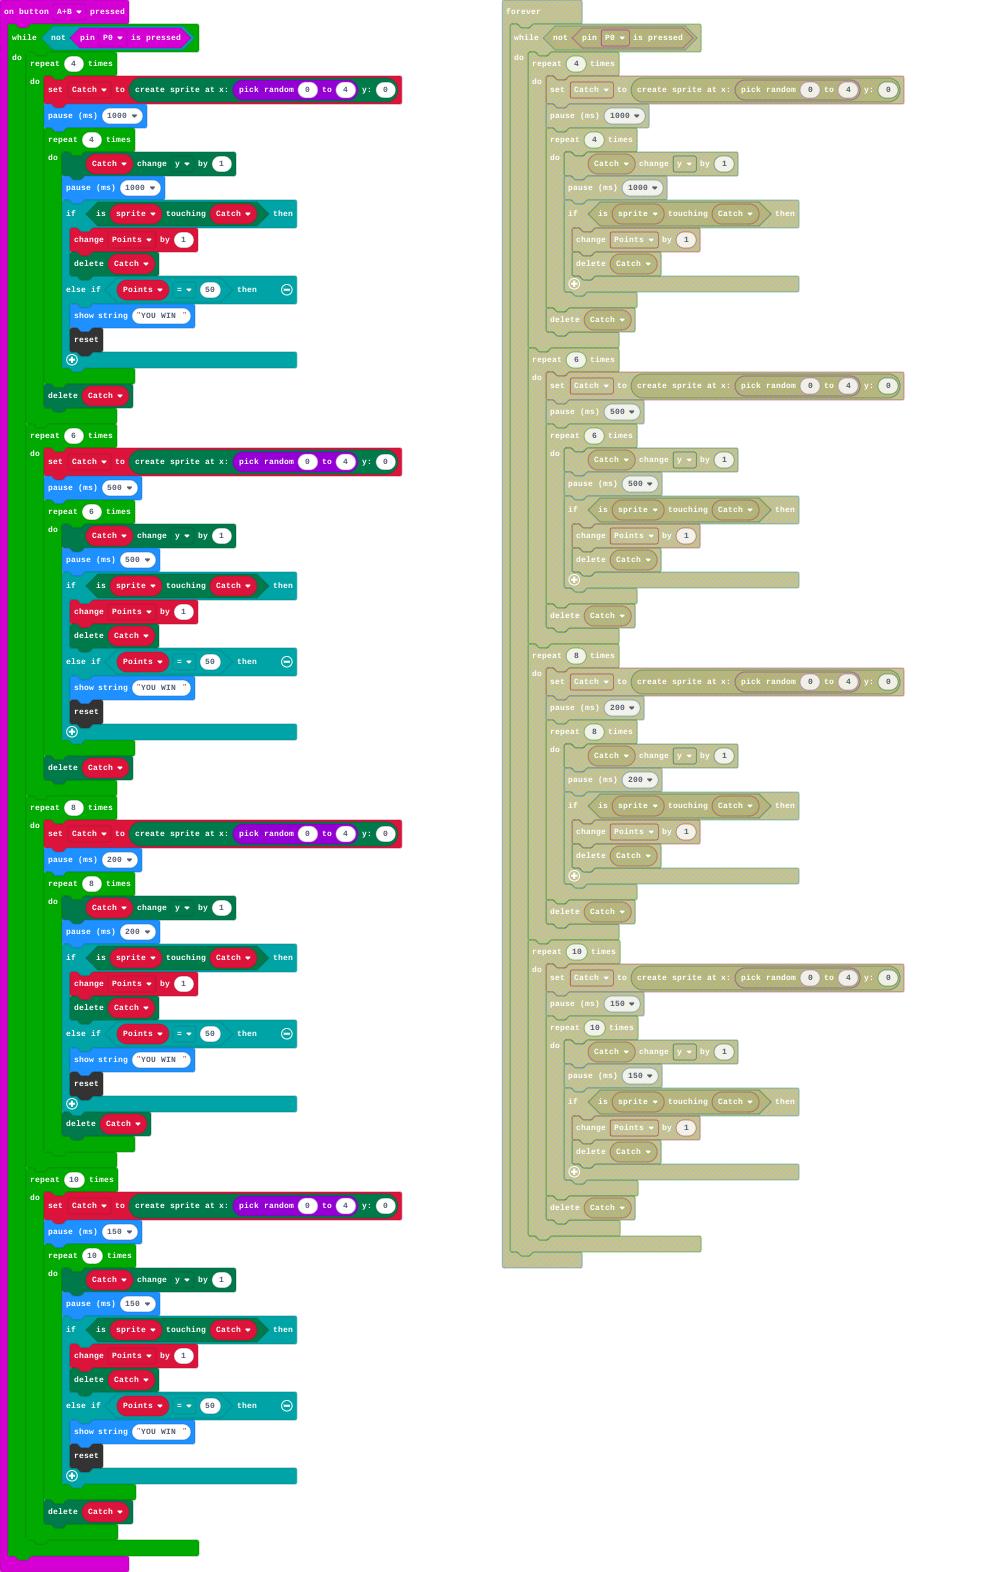 on button A+B pressed
while not pin P0 is pressed
do
repeat 4 times
do
set Catch to create sprite at x: pick random 0 to 4 y: 0
pause (ms) 1000
repeat 4 times
do
Catch change y by 1
pause (ms) 1000
if is sprite touching Catch then
change Points by 1
delete Catch
else if Points = 50 then
show string "YOU WIN "
reset
delete Catch
repeat 6 times
do
set Catch to create sprite at x: pick random 0 to 4 y: 0
pause (ms) 500
repeat 6 times
do
Catch change y by 1
pause (ms) 500
if is sprite touching Catch then
change Points by 1
delete Catch
else if Points = 50 then
show string "YOU WIN "
reset
delete Catch
repeat 8 times
do
set Catch to create sprite at x: pick random 0 to 4 y: 0
pause (ms) 200
repeat 8 times
do
Catch change y by 1
pause (ms) 200
if is sprite touching Catch then
change Points by 1
delete Catch
else if Points = 50 then
show string "YOU WIN "
reset
delete Catch
repeat 10 times
do
set Catch to create sprite at x: pick random 0 to 4 y: 0
pause (ms) 150
repeat 10 times
do
Catch change y by 1
pause (ms) 150
if is sprite touching Catch then
change Points by 1
delete Catch
else if Points = 50 then
show string "YOU WIN "
reset
delete Catch
forever
while not pin P0 is pressed
do
repeat 4 times
do
set Catch to create sprite at x: pick random 0 to 4 y: 0
pause (ms) 1000
repeat 4 times
do
Catch change y by 1
pause (ms) 1000
if is sprite touching Catch then
change Points by 1
delete Catch
delete Catch
repeat 6 times
do
set Catch to create sprite at x: pick random 0 to 4 y: 0
pause (ms) 500
repeat 6 times
do
Catch change y by 1
pause (ms) 500
if is sprite touching Catch then
change Points by 1
delete Catch
delete Catch
repeat 8 times
do
set Catch to create sprite at x: pick random 0 to 4 y: 0
pause (ms) 200
repeat 8 times
do
Catch change y by 1
pause (ms) 200
if is sprite touching Catch then
change Points by 1
delete Catch
delete Catch
repeat 10 times
do
set Catch to create sprite at x: pick random 0 to 4 y: 0
pause (ms) 150
repeat 10 times
do
Catch change y by 1
pause (ms) 150
if is sprite touching Catch then
change Points by 1
delete Catch
delete Catch